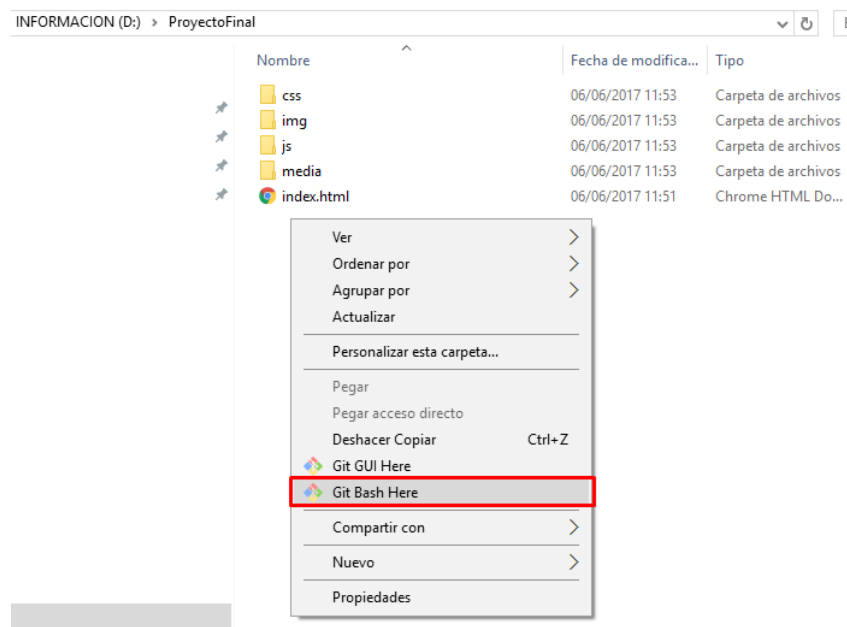 INFORMACION (D:) > ProyectoFinal
Nombre Fecha de modifica... Tipo
css 06/06/2017 11:53 Carpeta de archivos
img 06/06/2017 11:53 Carpeta de archivos
js 06/06/2017 11:53 Carpeta de archivos
media 06/06/2017 11:53 Carpeta de archivos
index.html 06/06/2017 11:51 Chrome HTML Do...
Ver
Ordenar por
Agrupar por
Actualizar
Personalizar esta carpeta...
Pegar
Pegar acceso directo
Deshacer Copiar Ctrl+Z
Git GUI Here
Git Bash Here
Compartir con
Nuevo
Propiedades